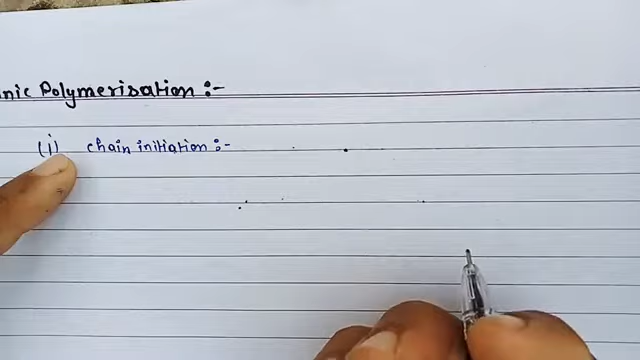 nic Polymerisation :-
(i) chain initiation :-